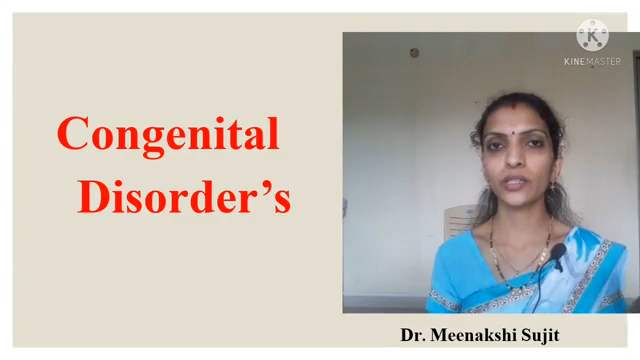 Congenital
Disorder’s
KINEMASTER
Dr. Meenakshi Sujit